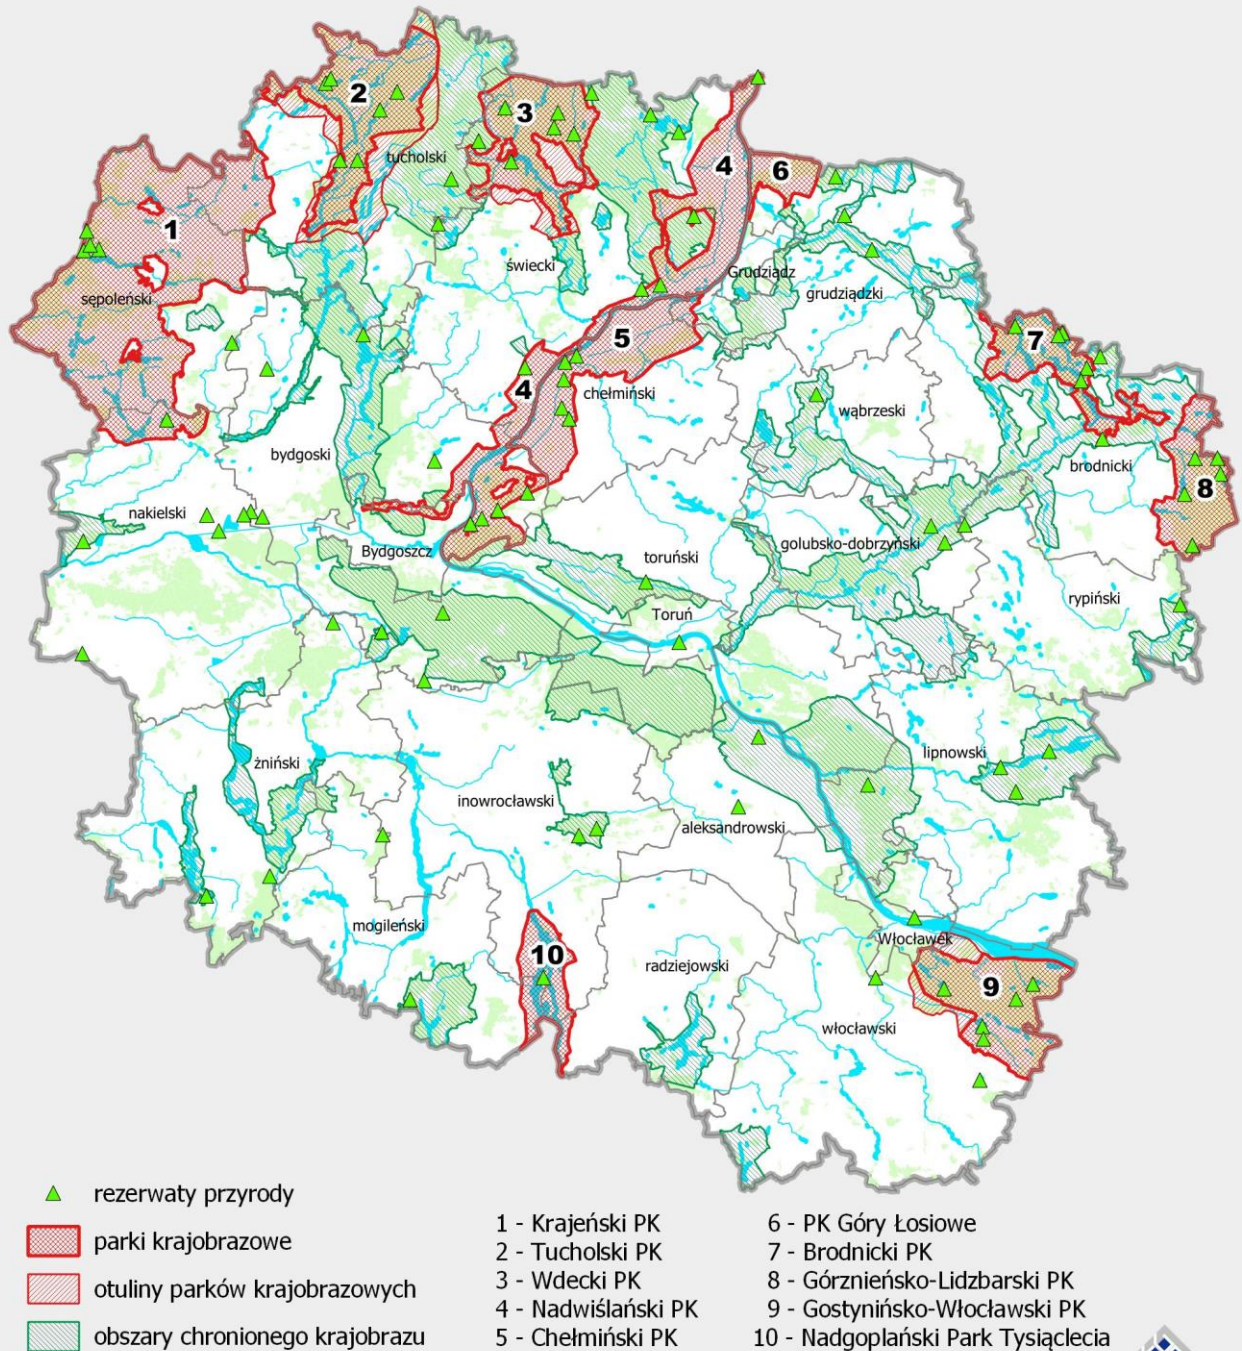 2
3
4
6
tucholski
1
świecki
Grudziądz
grudziądzki
sępoleński
5
7
4
chełmiński
wąbrzeski
bydgoski
brodnicki
8
nakielski
Bydgoszcz
toruński
golubsko-dobrzyński
rypiński
Toruń
żniński
lipnowski
inowrocławski
aleksandrowski
mogileński
10
radziejowski
Włocławek
9
włocławski
rezerwaty przyrody
parki krajobrazowe
otuliny parków krajobrazowych
obszary chronionego krajobrazu
1 - Krajeński PK
2 - Tucholski PK
3 - Wdecki PK
4 - Nadwiślański PK
5 - Chełmiński PK
6 - PK Góry Łosiowe
7 - Brodnicki PK
8 - Górznieńsko-Lidzbarski PK
9 - Gostynińsko-Włocławski PK
10 - Nadgoplański Park Tysiąclecia